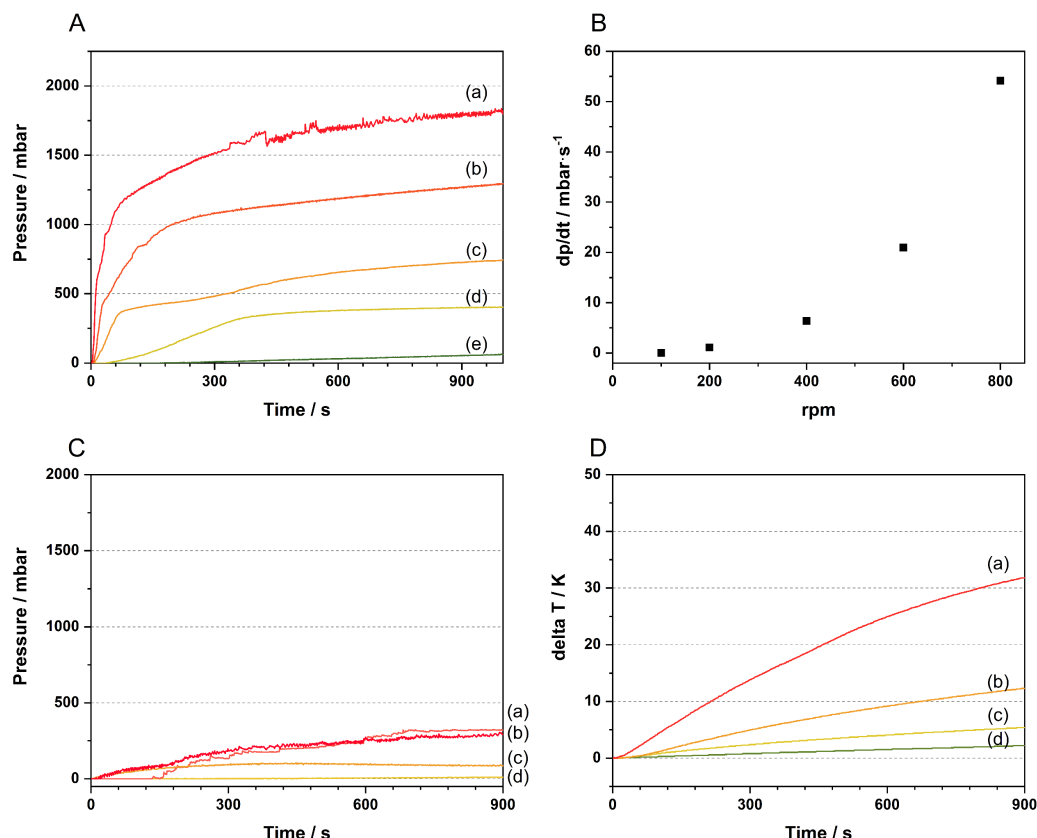 A
Pressure / mbar
2000
1500
1000
500
0
(a)
(b)
(c)
(d)
(e)
0 300 600 900
Time / s
B
dp/dt / mbar·s⁻¹
60
50
40
30
20
10
0
0 200 400 600 800
rpm
C
Pressure / mbar
2000
1500
1000
500
0
(a)
(b)
(c)
(d)
0 300 600 900
Time / s
D
delta T / K
50
40
30
20
10
0
(a)
(b)
(c)
(d)
0 300 600 900
Time / s